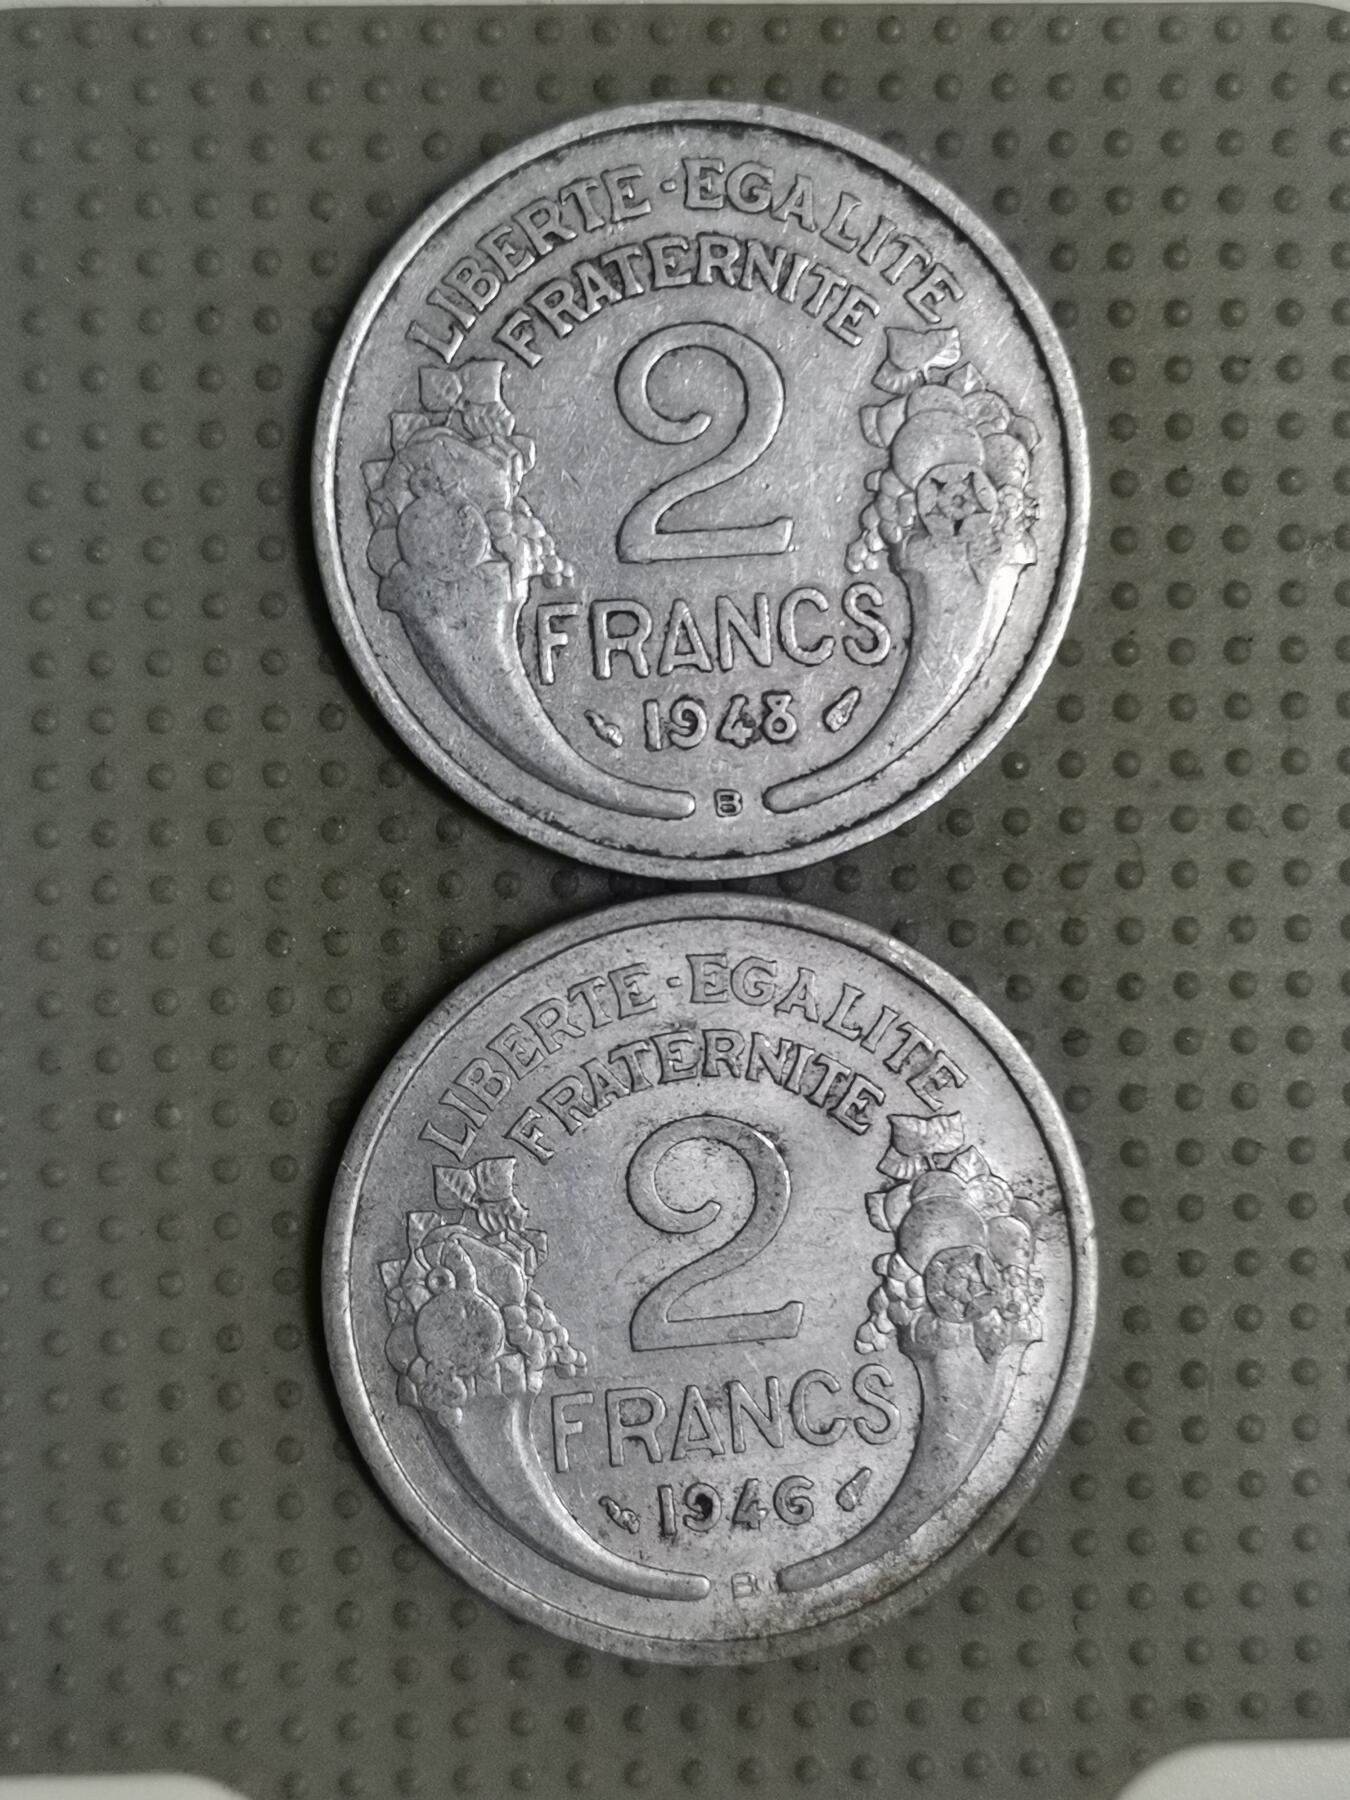 LIBERTE·EGALITE
FRATERNITE
2
FRANCS
1948
B
LIBERTE·EGALITE
FRATERNITE
2
FRANCS
1946
B